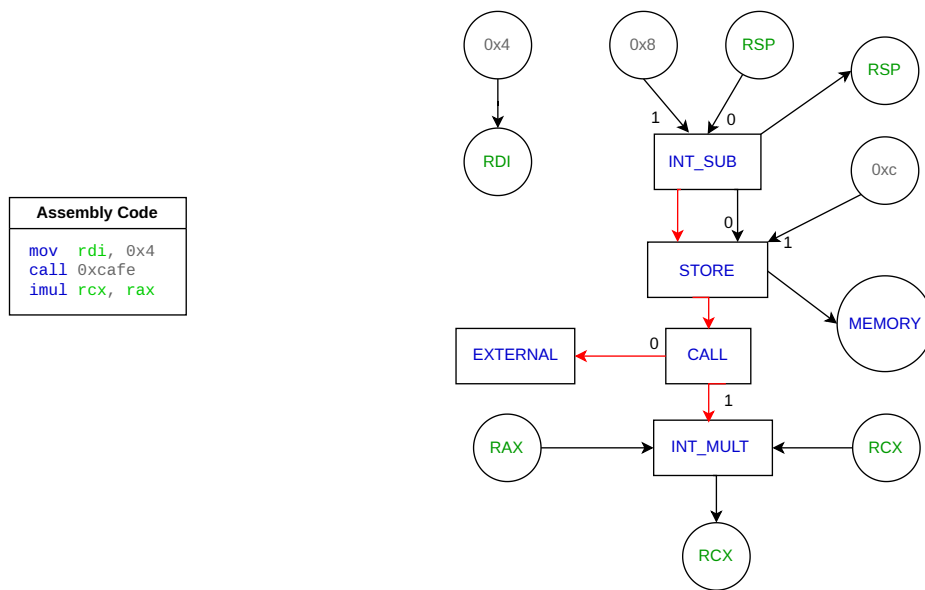 0x4
0x8
RSP
RSP
1
0
RDI
INT_SUB
0xc
Assembly Code
mov rdi, 0x4
call 0xcafe
imul rcx, rax
0
1
STORE
MEMORY
EXTERNAL
0
CALL
1
RAX
INT_MULT
RCX
RCX